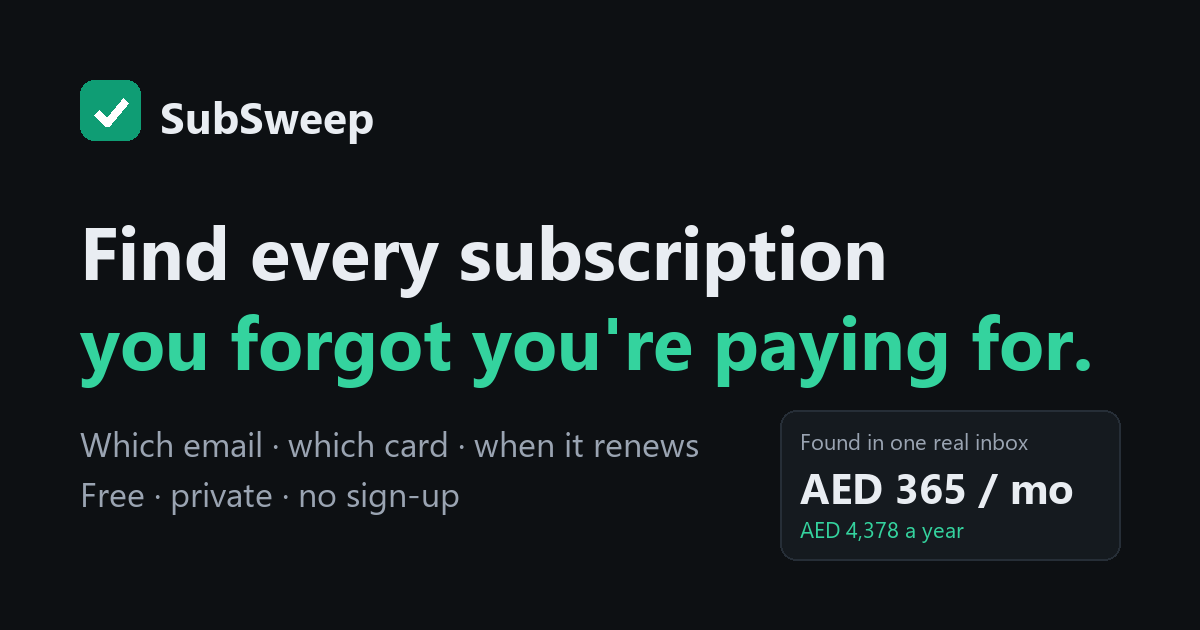 SubSweep
Find every subscription
you forgot you're paying for.
Which email · which card · when it renews
Free · private · no sign-up
Found in one real inbox
AED 365 / mo
AED 4,378 a year